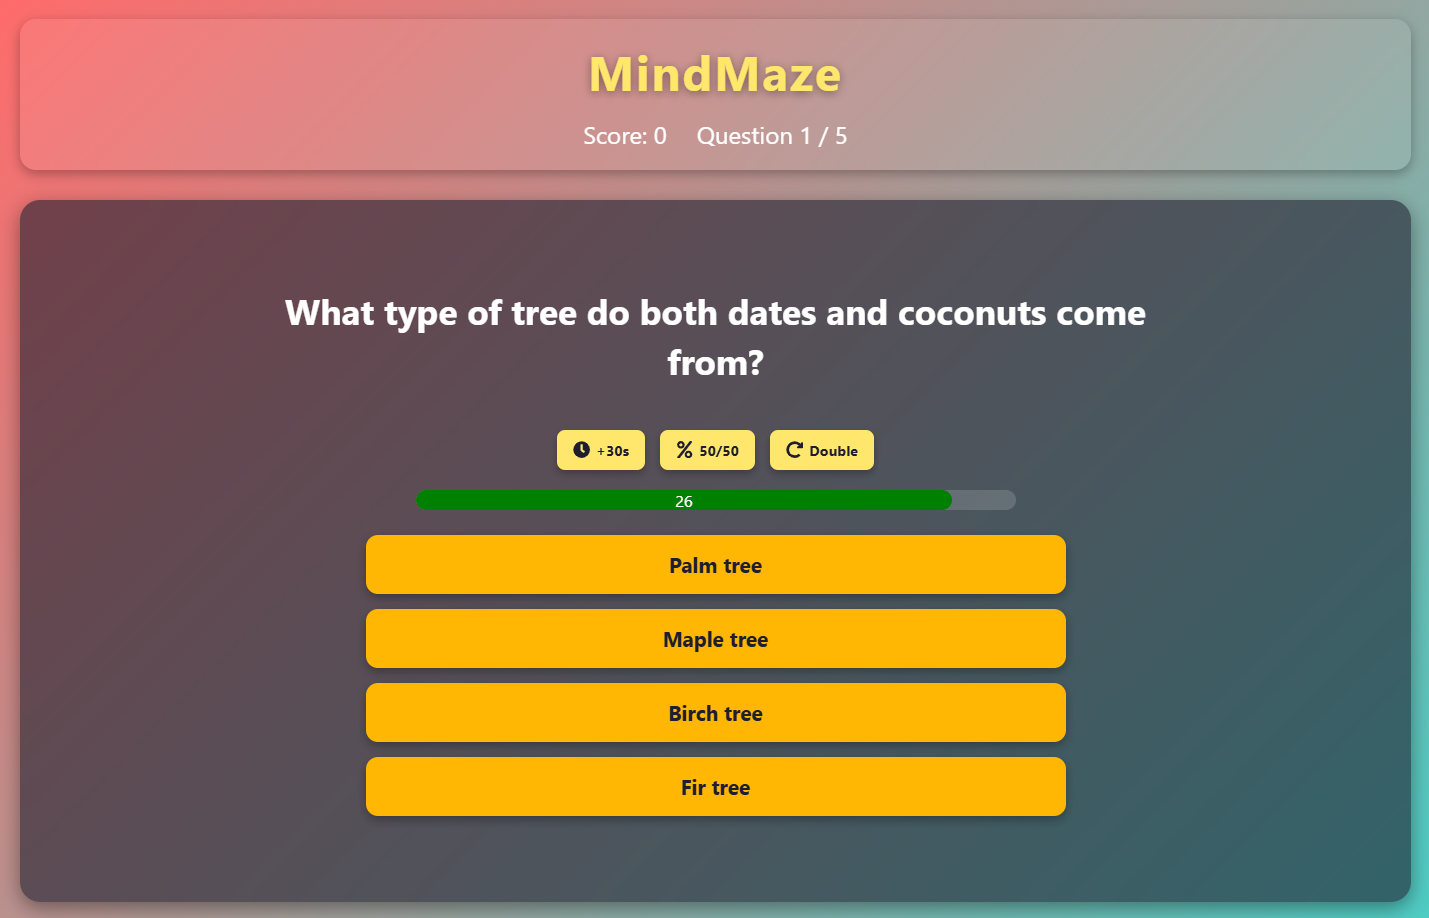 MindMaze
Score: 0 Question 1 / 5
What type of tree do both dates and coconuts come
from?
+30s 50/50 Double
26
Palm tree
Maple tree
Birch tree
Fir tree